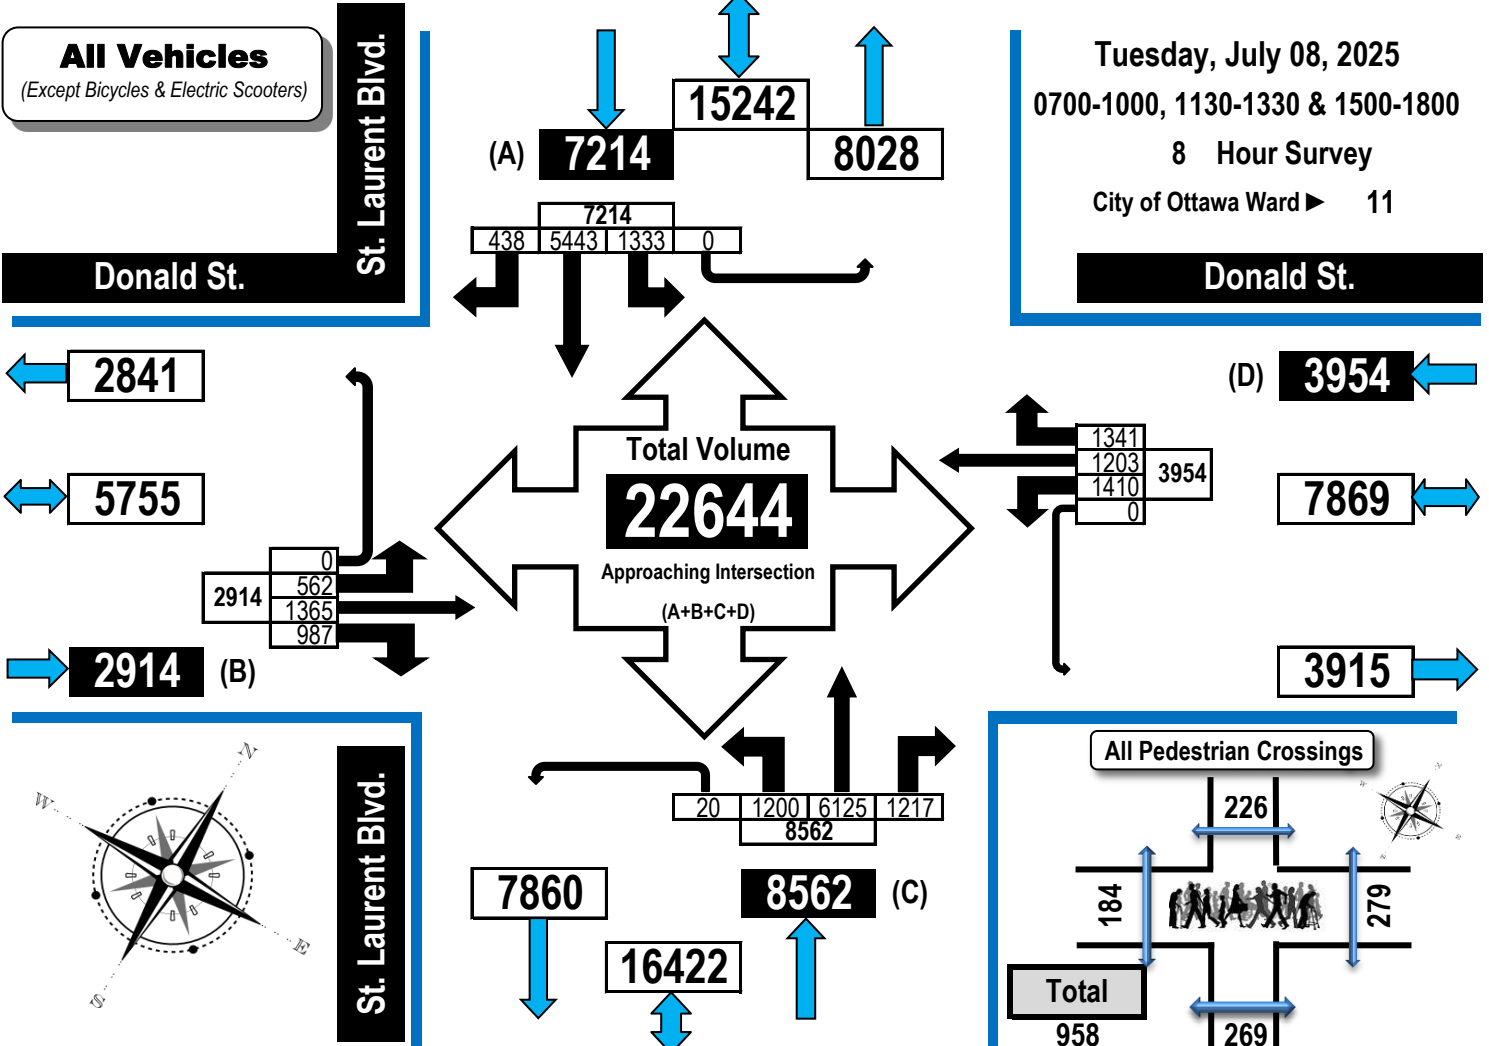 All Vehicles
(Except Bicycles & Electric Scooters)
St. Laurent Blvd.
Donald St.
15242
(A) 7214
8028
7214
438 5443 1333 0
Tuesday, July 08, 2025
0700-1000, 1130-1330 & 1500-1800
8 Hour Survey
City of Ottawa Ward ► 11
Donald St.
2841
5755
0
562
1365
987
2914
2914 (B)
Total Volume
22644
Approaching Intersection
(A+B+C+D)
(D) 3954
1341
1203
1410
0
3954
7869
3915
N
W
E
S
St. Laurent Blvd.
20 1200 6125 1217
8562
7860
8562 (C)
16422
All Pedestrian Crossings
226
184
279
Total
958
269
N
W
E
S